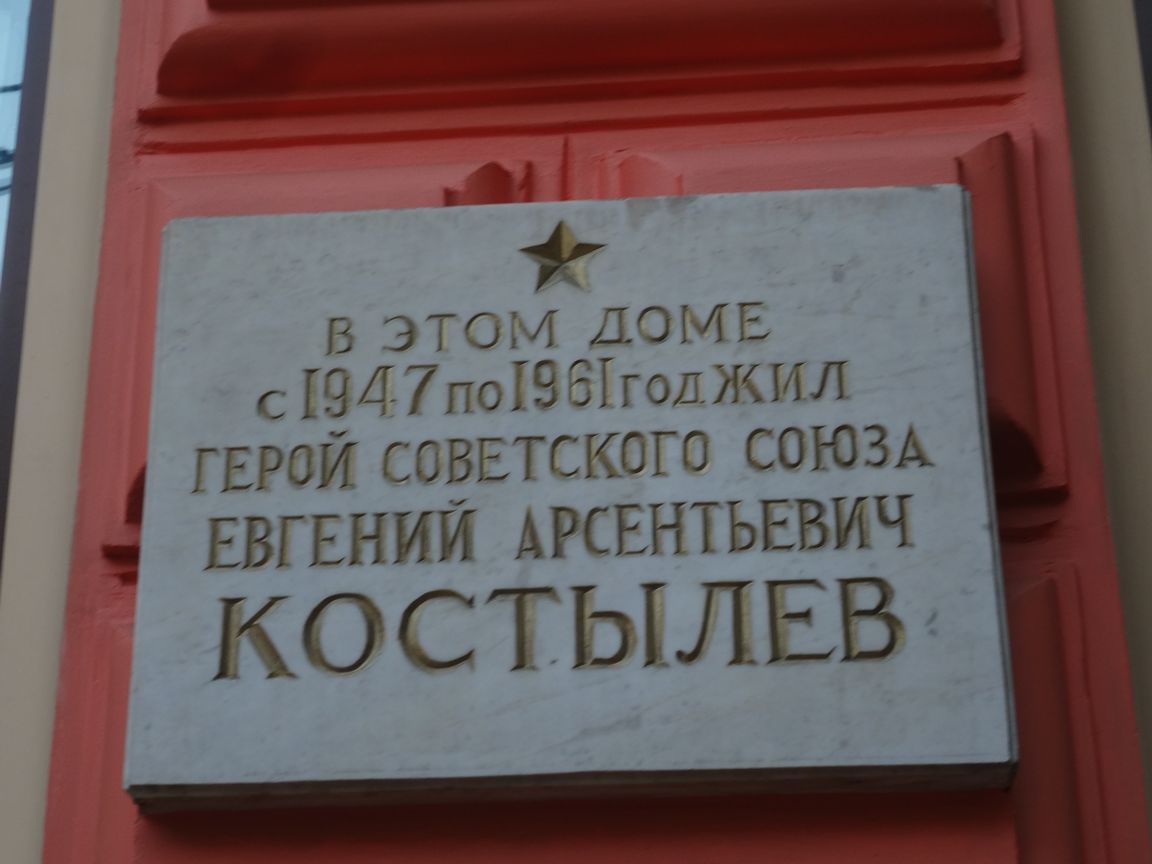 В ЭТОМ ДОМЕ
с 1947 по 1961 год ЖИЛ
ГЕРОЙ СОВЕТСКОГО СОЮЗА
ЕВГЕНИЙ АРСЕНТЬЕВИЧ
КОСТЫЛЕВ